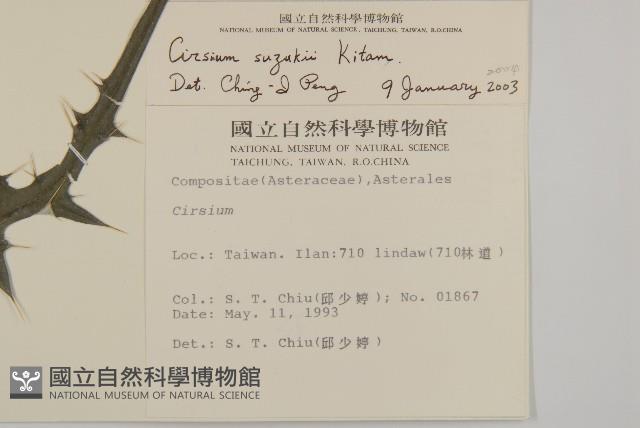 國立自然科學博物館
NATIONAL MUSEUM OF NATURAL SCIENCE, TAICHUNG, TAIWAN, R.O.CHINA
Cirsium suzukii Kitam.
2004
Det. Ching-I Peng 9 January 2003
國立自然科學博物館
NATIONAL MUSEUM OF NATURAL SCIENCE
TAICHUNG, TAIWAN, R.O.CHINA
Compositae(Asteraceae),Asterales
Cirsium
Loc.: Taiwan. Ilan:710 lindaw(710林道)
Col.: S. T. Chiu(邱少婷); No. 01867
Date: May. 11, 1993
Det.: S. T. Chiu(邱少婷)
國立自然科學博物館
NATIONAL MUSEUM OF NATURAL SCIENCE